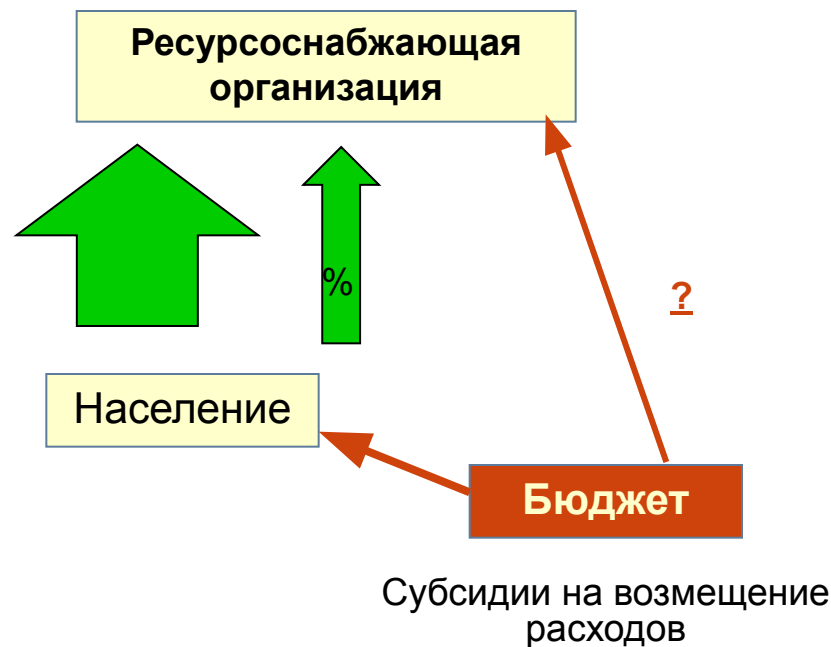 Ресурсоснабжающая
организация
%
?
Население
Бюджет
Субсидии на возмещение
расходов